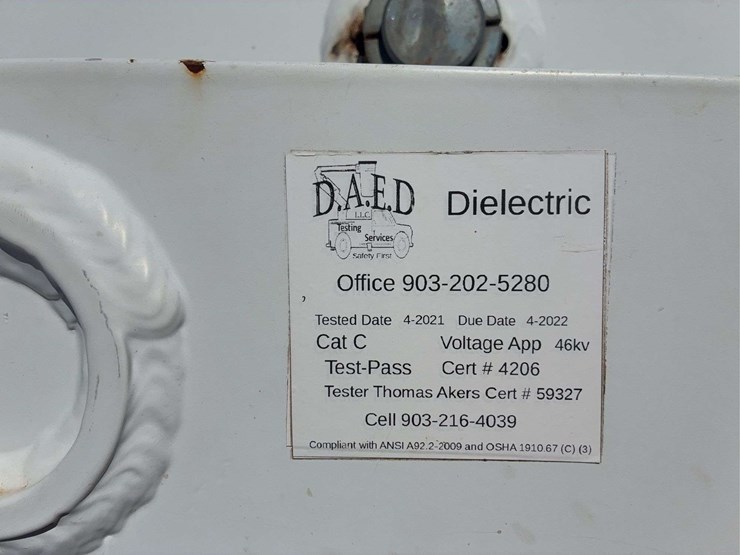 D.A.E.D
LLC
Testing
Services
Safety First
Dielectric
Office 903-202-5280
Tested Date 4-2021 Due Date 4-2022
Cat C Voltage App 46kv
Test-Pass Cert # 4206
Tester Thomas Akers Cert # 59327
Cell 903-216-4039
Compliant with ANSI A92.2-2009 and OSHA 1910.67 (C) (3)